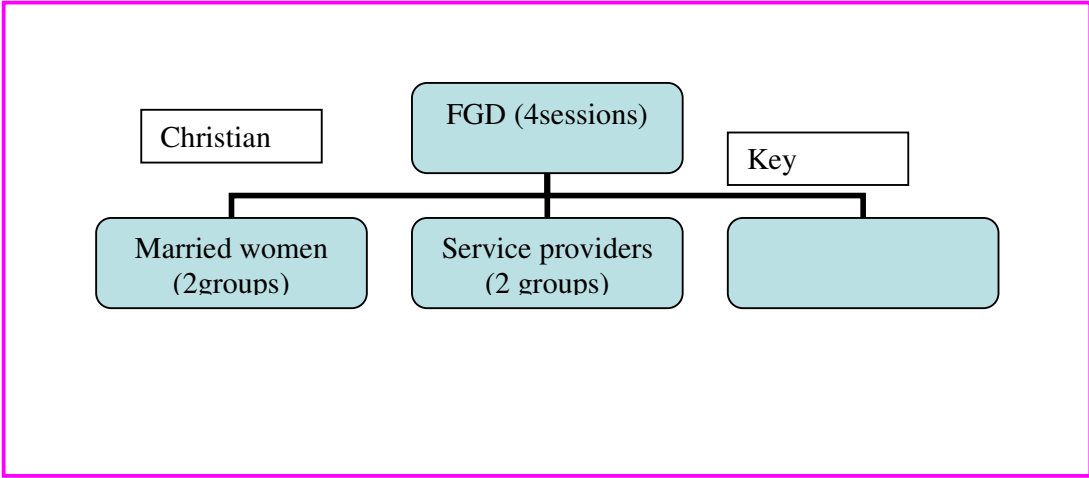 FGD (4sessions)
Christian
Key
Married women
(2groups)
Service providers
(2 groups)